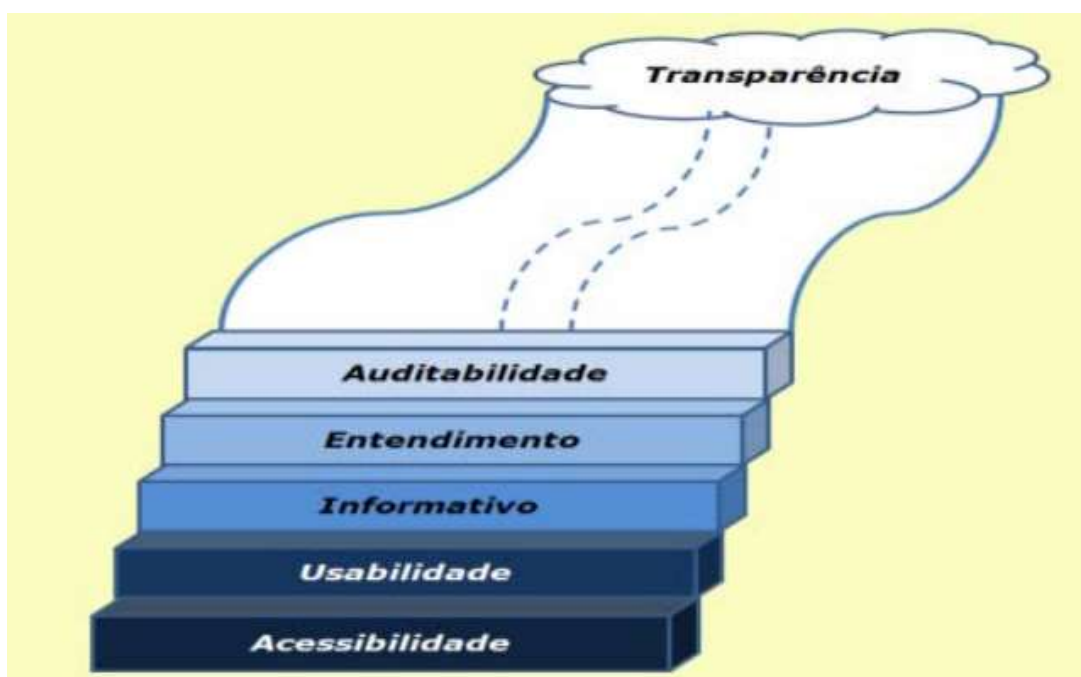 Transparência
Auditabilidade
Entendimento
Informativo
Usabilidade
Acessibilidade